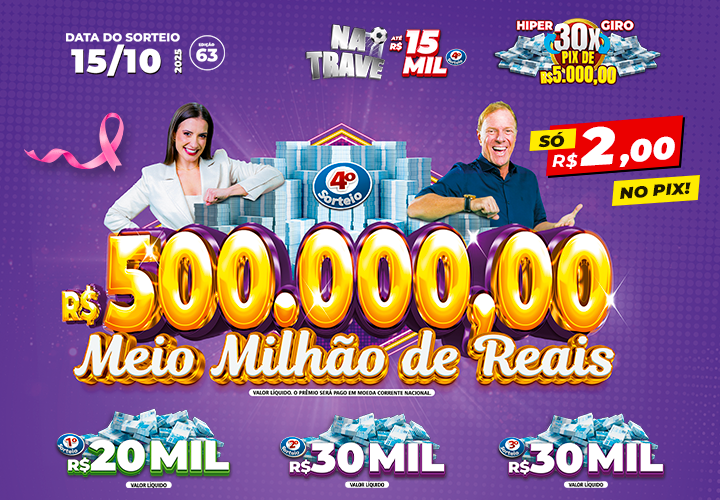 DATA DO SORTEIO
15/10
2025
EDIÇÃO
63
NA
TRAVE
ATÉ
R$ 15
MIL
4º
Sorteio
HIPER GIRO
30X
PIX DE
R$5.000,00
SÓ
R$ 2,00
NO PIX!
4º
Sorteio
R$ 500.000,00
Meio Milhão de Reais
VALOR LÍQUIDO. O PRÊMIO SERÁ PAGO EM MOEDA CORRENTE NACIONAL.
1º
Sorteio
R$ 20 MIL
VALOR LÍQUIDO
2º
Sorteio
R$ 30 MIL
VALOR LÍQUIDO
3º
Sorteio
R$ 30 MIL
VALOR LÍQUIDO